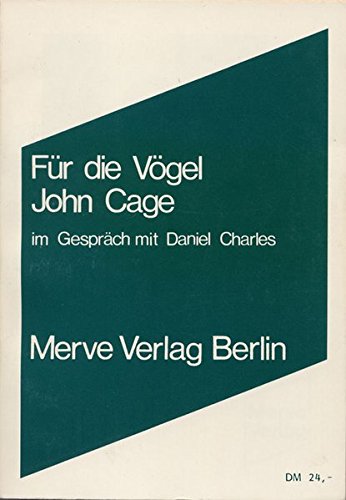 Für die Vögel
John Cage
im Gespräch mit Daniel Charles
Merve Verlag Berlin
DM 24,-